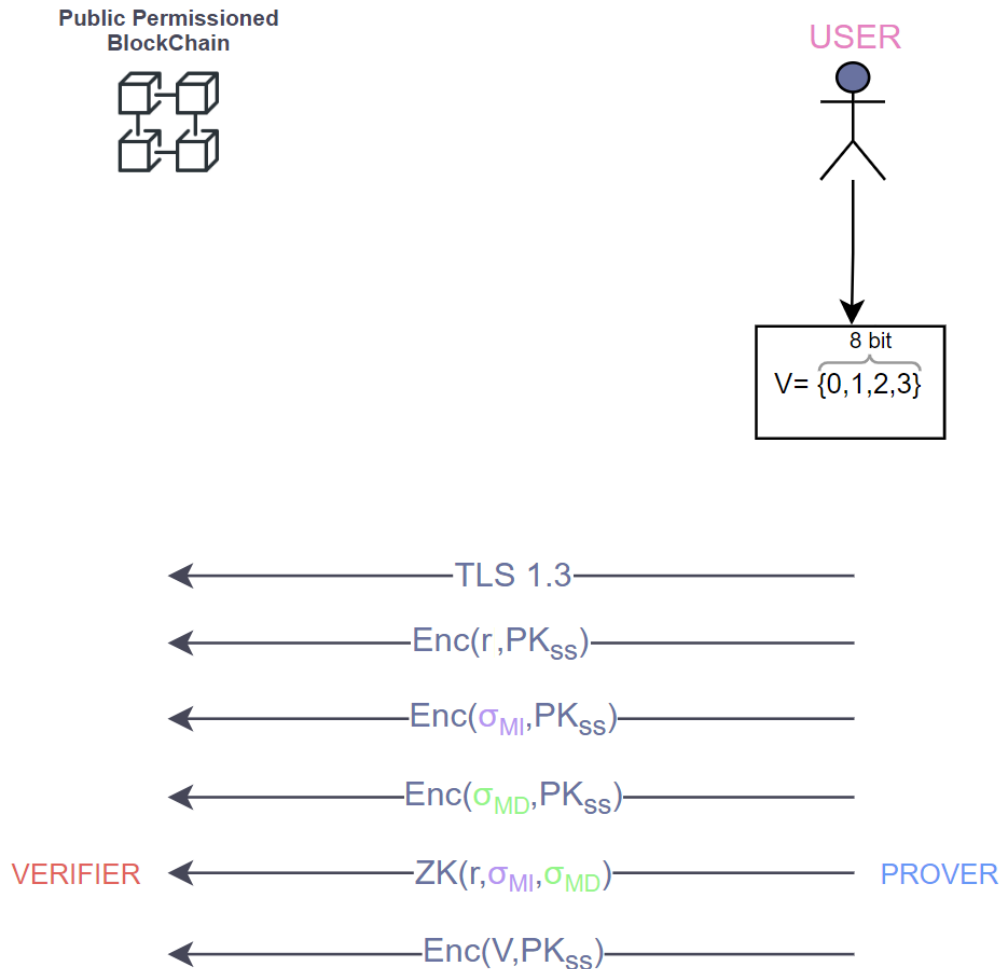 Public Permissioned
BlockChain
USER
8 bit
V= {0,1,2,3}
TLS 1.3
Enc(r,PKss)
Enc(σMI,PKss)
Enc(σMD,PKss)
VERIFIER
ZK(r,σMI,σMD)
PROVER
Enc(V,PKss)